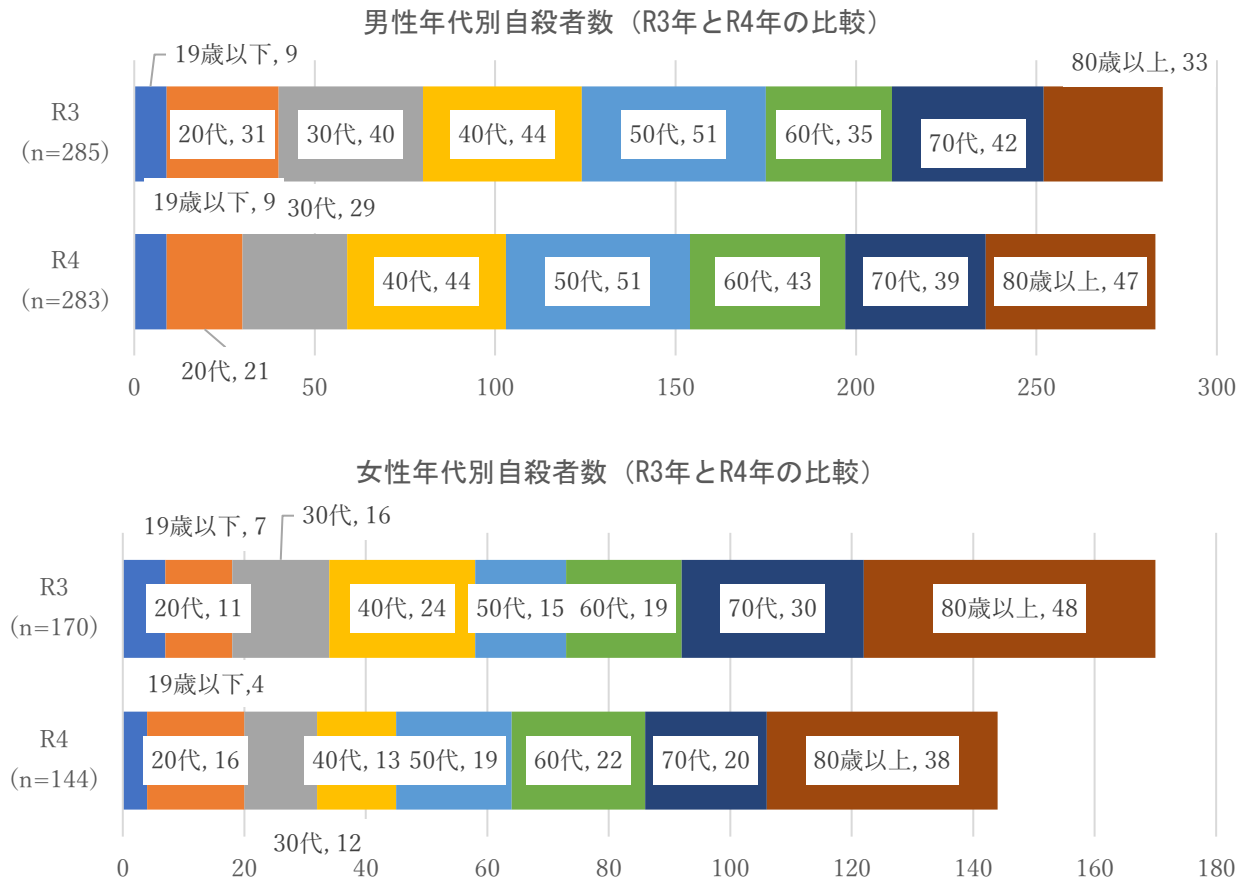 男性年代別自殺者数（R3年とR4年の比較）
19歳以下, 9
80歳以上, 33
R3
(n=285)
20代, 31
30代, 40
40代, 44
50代, 51
60代, 35
70代, 42
19歳以下, 9
30代, 29
R4
(n=283)
40代, 44
50代, 51
60代, 43
70代, 39
80歳以上, 47
20代, 21
0 50 100 150 200 250 300
女性年代別自殺者数（R3年とR4年の比較）
19歳以下, 7
30代, 16
R3
(n=170)
20代, 11
40代, 24
50代, 15
60代, 19
70代, 30
80歳以上, 48
19歳以下,4
R4
(n=144)
20代, 16
40代, 13
50代, 19
60代, 22
70代, 20
80歳以上, 38
30代, 12
0 20 40 60 80 100 120 140 160 180